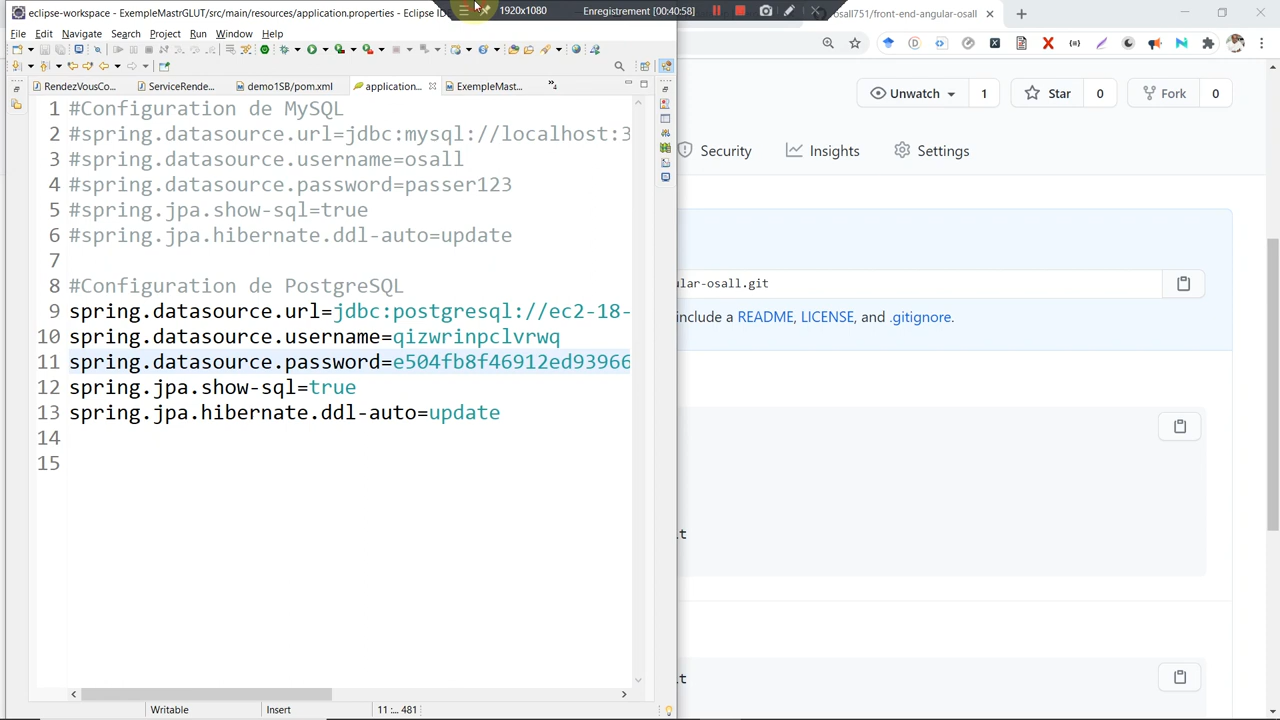 eclipse-workspace - ExempleMastrGLUT/src/main/resources/application.properties - Eclipse ID
1920x1080
Enregistrement [00:40:58]
osall751/front-end-angular-osall
File Edit Navigate Search Project Run Window Help
RendezVousCo... ServiceRende... demo1SB/pom.xml application... ExempleMast... »4
1 #Configuration de MySQL
2 #spring.datasource.url=jdbc:mysql://localhost:3
3 #spring.datasource.username=osall
4 #spring.datasource.password=passer123
5 #spring.jpa.show-sql=true
6 #spring.jpa.hibernate.ddl-auto=update
7
8 #Configuration de PostgreSQL
9 spring.datasource.url=jdbc:postgresql://ec2-18-
10 spring.datasource.username=qizwrinpclvrwq
11 spring.datasource.password=e504fb8f46912ed93966
12 spring.jpa.show-sql=true
13 spring.jpa.hibernate.ddl-auto=update
14
15
Writable Insert 11 :... 481
Unwatch 1 Star 0 Fork 0
Security Insights Settings
ular-osall.git
include a README, LICENSE, and .gitignore.
.t
.t